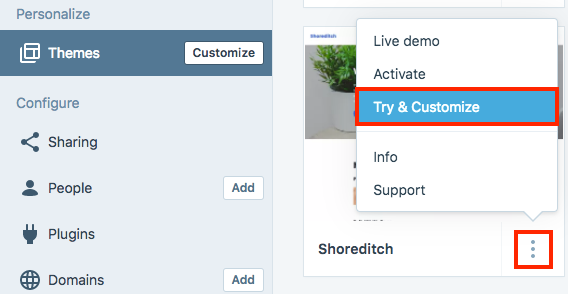 Personalize
Themes
Customize
Configure
Sharing
People
Add
Plugins
Domains
Add
Shoreditch
Live demo
Activate
Try & Customize
Info
Support
Shoreditch